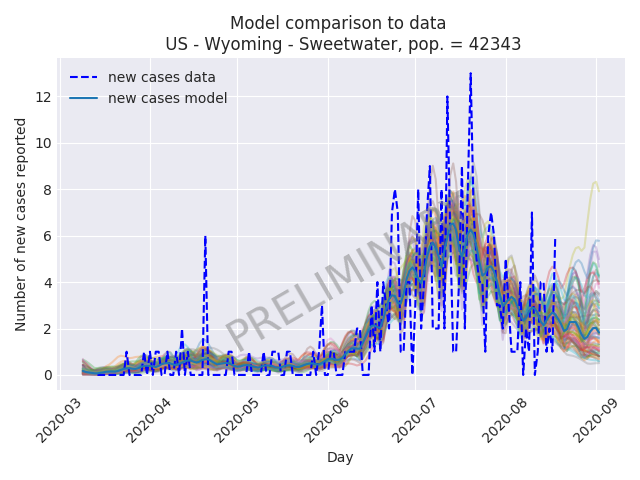 Model comparison to data
US - Wyoming - Sweetwater, pop. = 42343
new cases data
new cases model
Number of new cases reported
12
10
8
6
4
2
0
PRELIMINARY
2020-03
2020-04
2020-05
2020-06
2020-07
2020-08
2020-09
Day